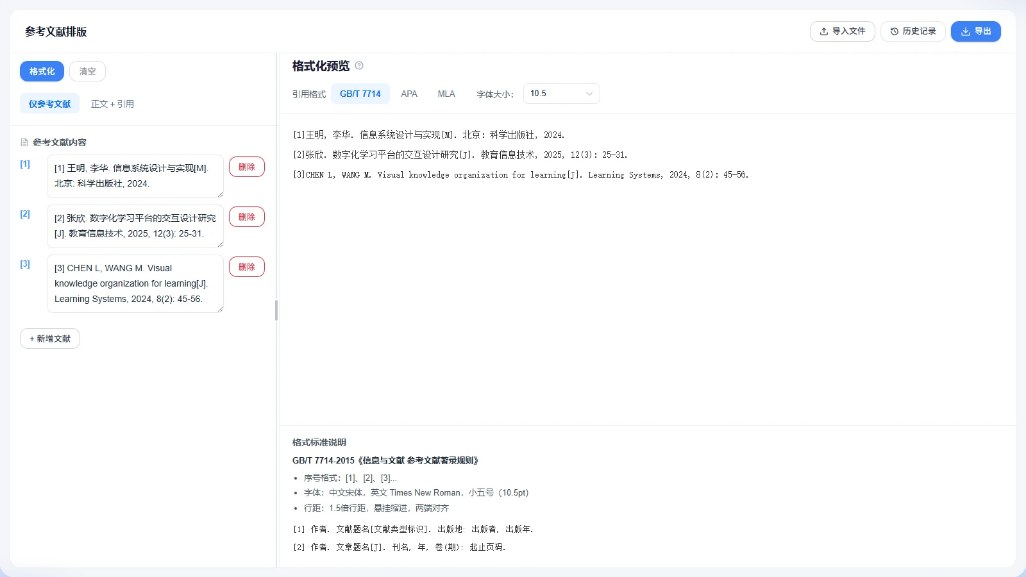 参考文献排版
导入文件
历史记录
导出
格式化
清空
仅参考文献
正文 + 引用
参考文献内容
[1]
[1] 王明, 李华. 信息系统设计与实现[M].
北京: 科学出版社, 2024.
删除
[2]
[2] 张欣. 数字化学习平台的交互设计研究
[J]. 教育信息技术, 2025, 12(3): 25-31.
删除
[3]
[3] CHEN L, WANG M. Visual
knowledge organization for learning[J].
Learning Systems, 2024, 8(2): 45-56.
删除
+ 新增文献
格式化预览
引用格式 GB/T 7714 APA MLA 字体大小: 10.5
[1]王明, 李华. 信息系统设计与实现[M]. 北京: 科学出版社, 2024.
[2]张欣. 数字化学习平台的交互设计研究[J]. 教育信息技术, 2025, 12(3): 25-31.
[3]CHEN L, WANG M. Visual knowledge organization for learning[J]. Learning Systems, 2024, 8(2): 45-56.
格式标准说明
GB/T 7714-2015《信息与文献 参考文献著录规则》
• 序号格式: [1]、[2]、[3]...
• 字体: 中文宋体, 英文 Times New Roman, 小五号 (10.5pt)
• 行距: 1.5倍行距, 悬挂缩进, 两端对齐
[1] 作者. 文献题名[文献类型标识]. 出版地: 出版者, 出版年.
[2] 作者. 文章题名[J]. 刊名, 年, 卷(期): 起止页码.